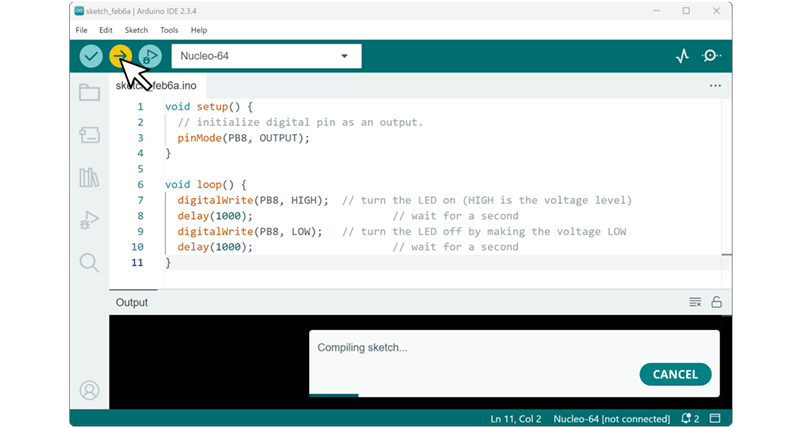 sketch_feb6a | Arduino IDE 2.3.4
File Edit Sketch Tools Help
Nucleo-64
sketch_feb6a.ino
1 void setup() {
2 // initialize digital pin as an output.
3 pinMode(PB8, OUTPUT);
4 }
5
6 void loop() {
7 digitalWrite(PB8, HIGH); // turn the LED on (HIGH is the voltage level)
8 delay(1000); // wait for a second
9 digitalWrite(PB8, LOW); // turn the LED off by making the voltage LOW
10 delay(1000); // wait for a second
11 }
Output
Compiling sketch...
CANCEL
Ln 11, Col 2 Nucleo-64 [not connected] 2